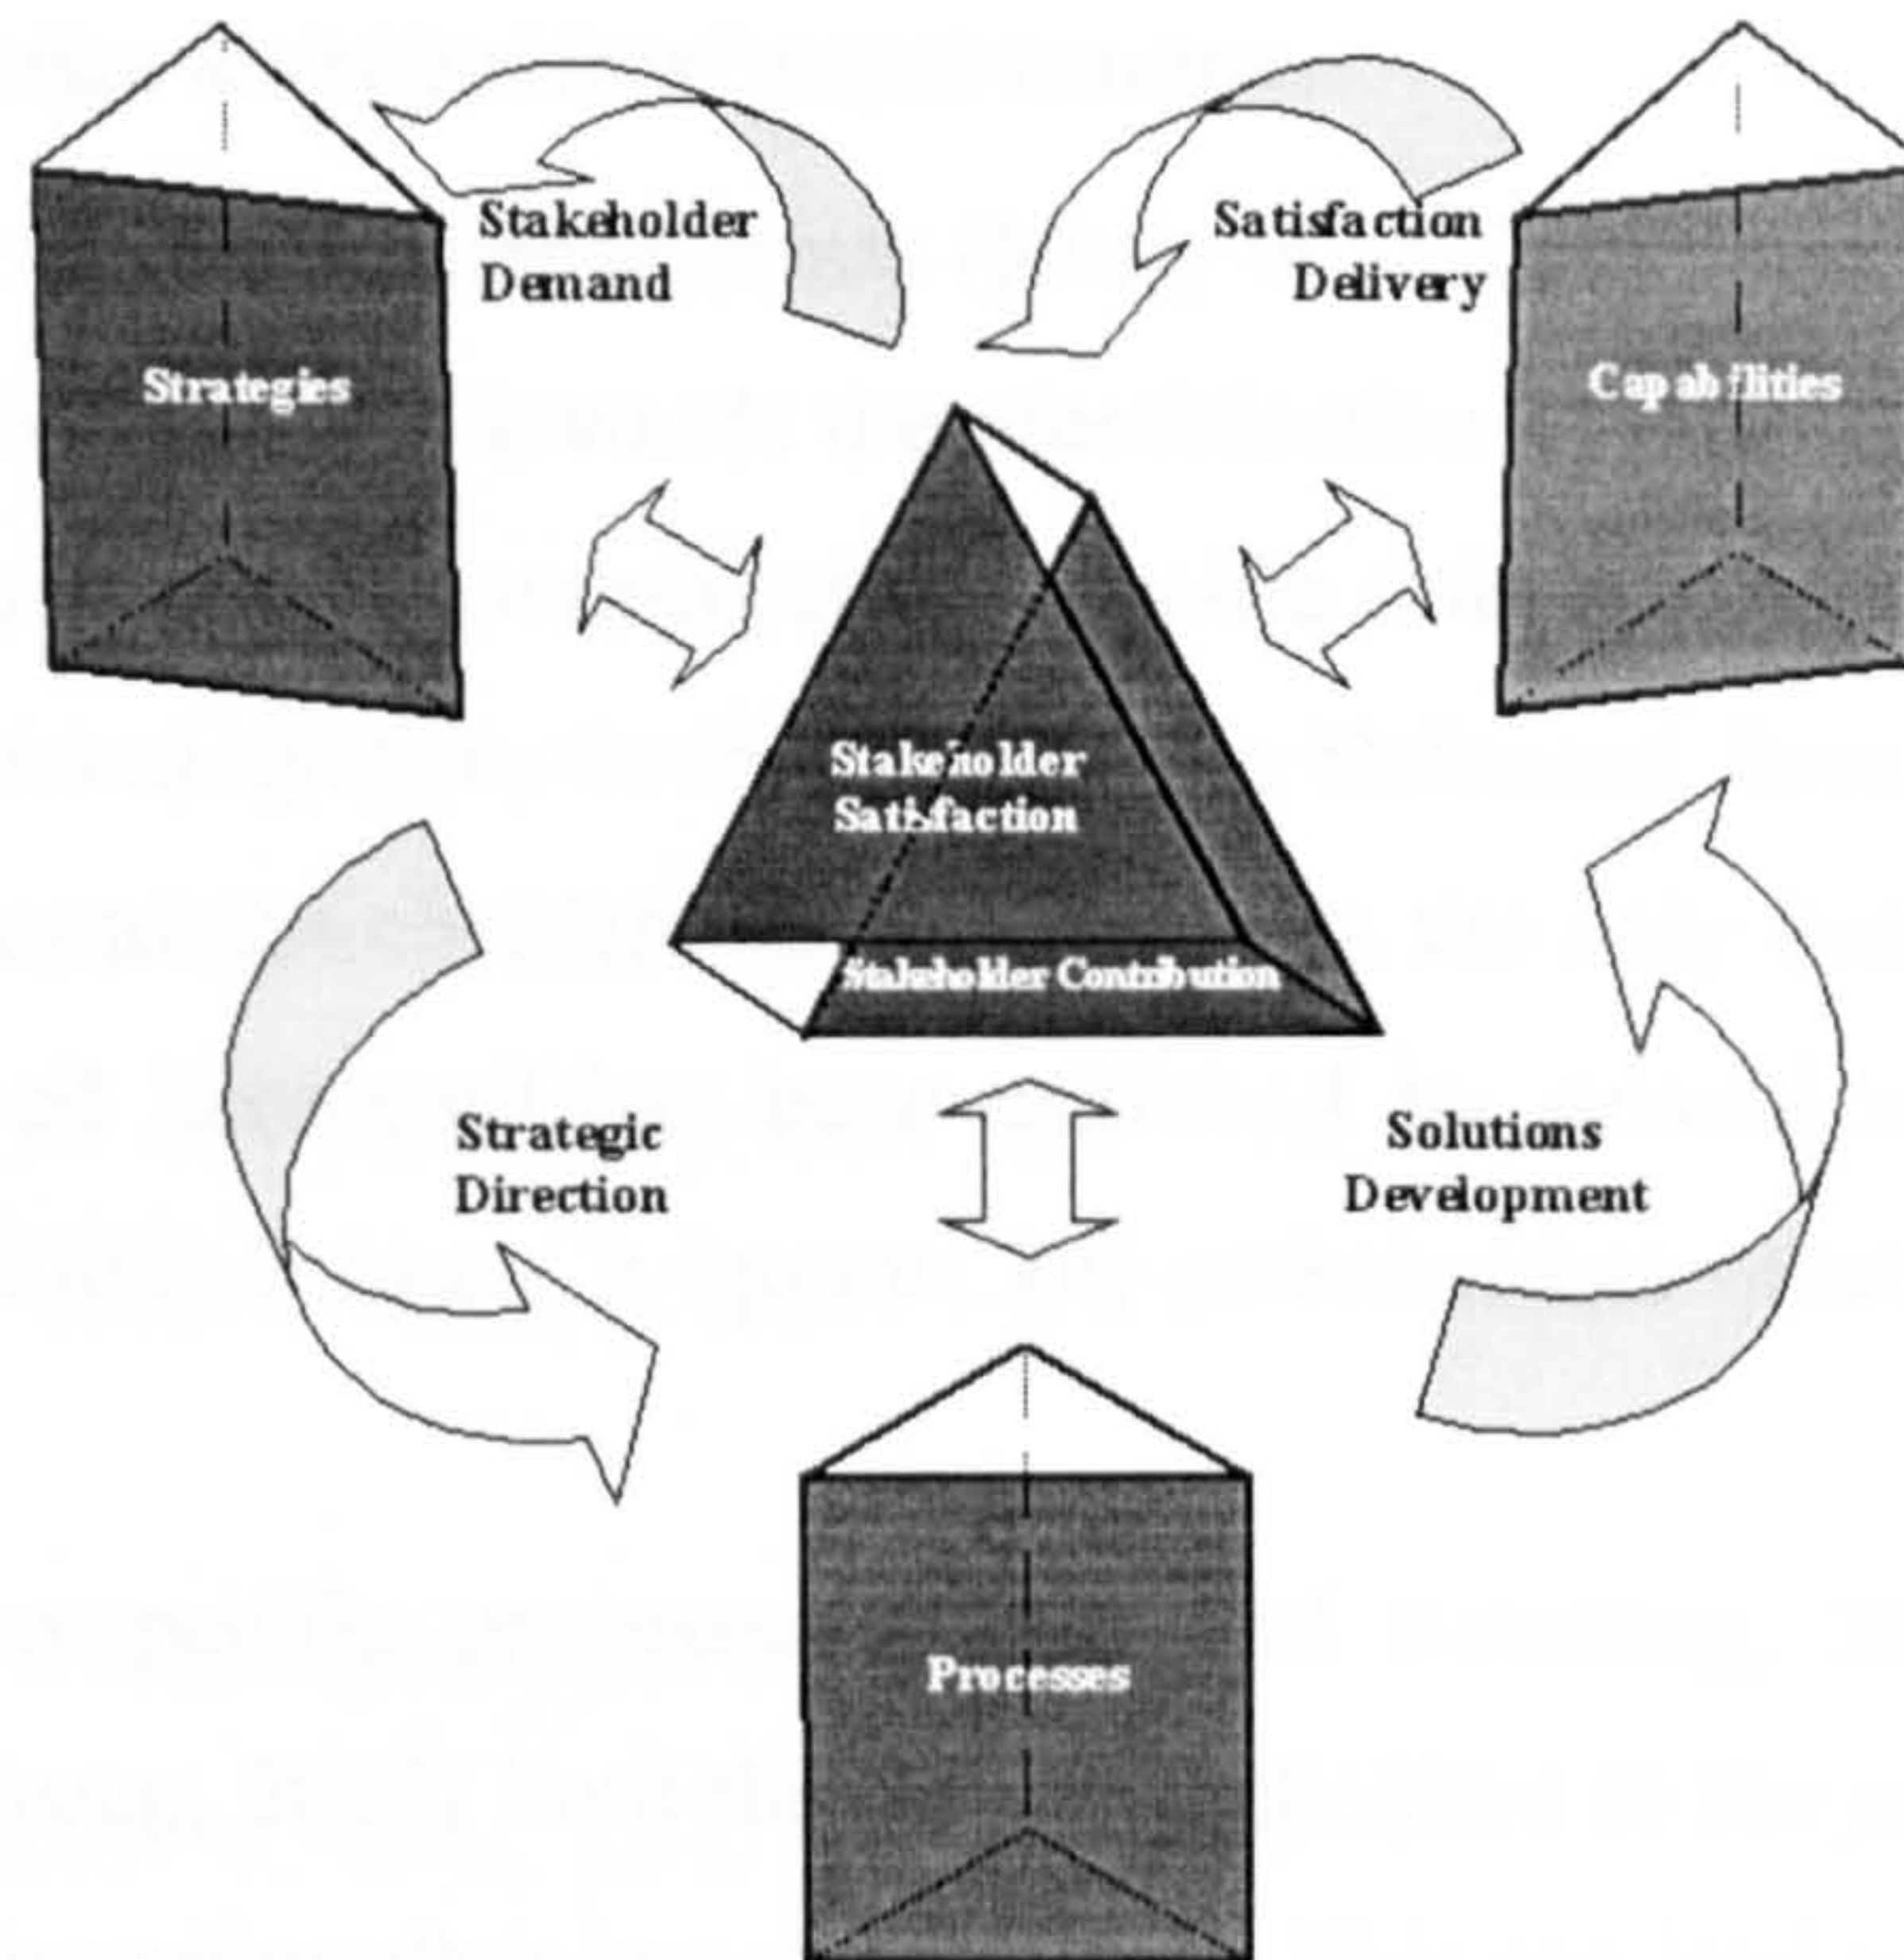 Stakeholder
Demand
Satisfaction
Delivery
Strategies
Capabilities
Stakeholder
Satisfaction
Stakeholder Contribution
Strategic
Direction
Solutions
Development
Processes